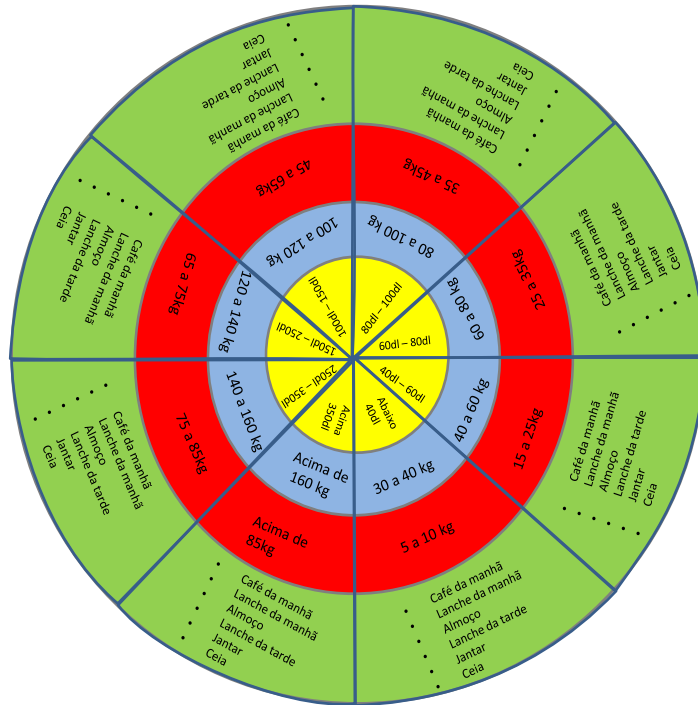 • Café da manhã
• Lanche da manhã
• Almoço
• Lanche da tarde
• Jantar
• Ceia
35 a 45kg
80 a 100 kg
80dl – 100dl
• Café da manhã
• Lanche da manhã
• Almoço
• Lanche da tarde
• Jantar
• Ceia
25 a 35kg
60 a 80 kg
60dl – 80dl
• Café da manhã
• Lanche da manhã
• Almoço
• Lanche da tarde
• Jantar
• Ceia
15 a 25kg
40 a 60 kg
40dl – 60dl
• Café da manhã
• Lanche da manhã
• Almoço
• Lanche da tarde
• Jantar
• Ceia
5 a 10 kg
30 a 40 kg
Abaixo
40dl
• Café da manhã
• Lanche da manhã
• Almoço
• Lanche da tarde
• Jantar
• Ceia
Acima de
85kg
Acima de
160 kg
Acima
350dl
• Café da manhã
• Lanche da manhã
• Almoço
• Lanche da tarde
• Jantar
• Ceia
75 a 85kg
140 a 160 kg
250dl – 350dl
• Café da manhã
• Lanche da manhã
• Almoço
• Lanche da tarde
• Jantar
• Ceia
65 a 75kg
120 a 140 kg
150dl – 250dl
• Café da manhã
• Lanche da manhã
• Almoço
• Lanche da tarde
• Jantar
• Ceia
45 a 65kg
100 a 120 kg
100dl – 150dl